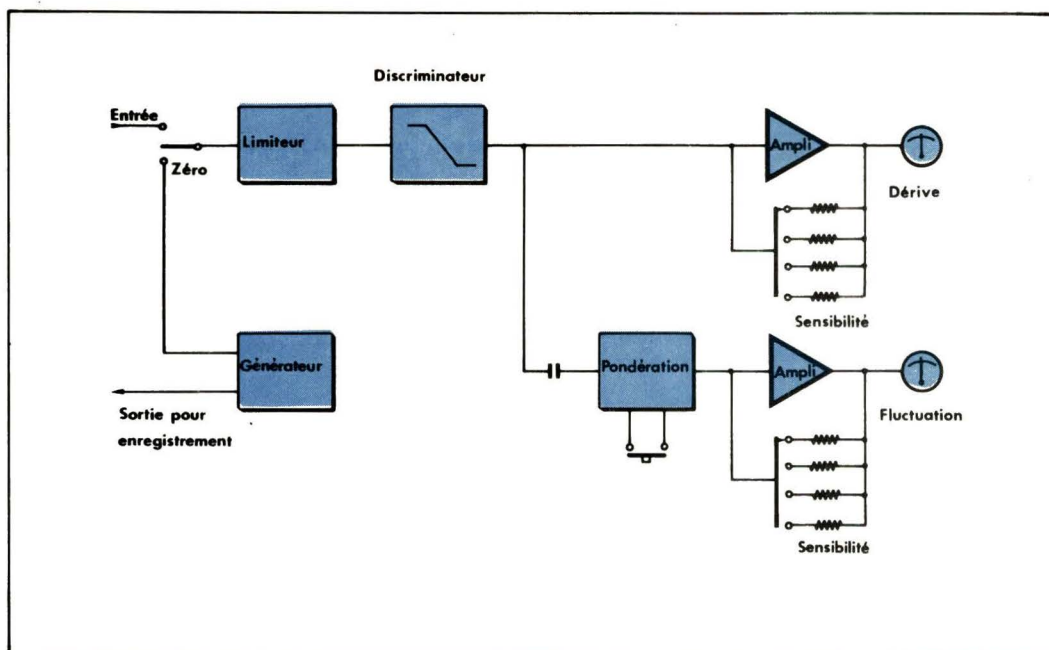 Discriminateur
Entrée
Limiteur
Zéro
Ampli
Dérive
Sensibilité
Générateur
Pondération
Ampli
Sortie pour
enregistrement
Fluctuation
Sensibilité